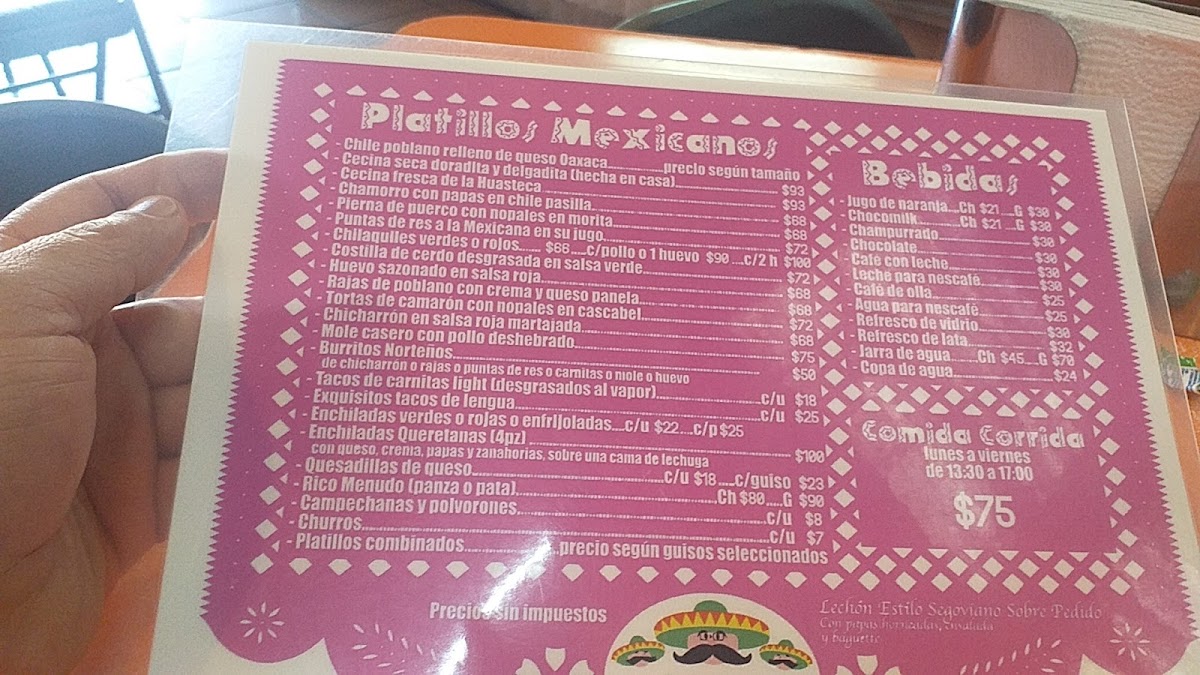 Platillos Mexicanos
- Chile poblano relleno de queso Oaxaca..............precio según tamaño
- Cecina seca doradita y delgadita (hecha en casa)..............$93
- Cecina fresca de la Huasteca..............$93
- Chamorro con papas en chile pasilla..............$68
- Pierna de puerco con nopales en morita..............$68
- Puntas de res a la Mexicana en su jugo..............$72
- Chilaquiles verdes o rojos....... $66 ....c/pollo o 1 huevo $90 ...c/2 h $100
- Costilla de cerdo desgrasada en salsa verde..............$72
- Huevo sazonado en salsa roja..............$68
- Rajas de poblano con crema y queso panela..............$68
- Tortas de camarón con nopales en cascabel..............$72
- Chicharrón en salsa roja martajada..............$68
- Mole casero con pollo deshebrado..............$75
- Burritos Norteños..............$50
de chicharrón o rajas o puntas de res o carnitas o mole o huevo
- Tacos de carnitas light (desgrasados al vapor)..............c/u $18
- Exquisitos tacos de lengua..............c/u $25
- Enchiladas verdes o rojas o enfrijoladas....c/u $22 ....c/p $25
- Enchiladas Queretanas (4pz) ..............$100
con queso, crema, papas y zanahorias, sobre una cama de lechuga
- Quesadillas de queso..............c/u $18 .....c/guiso $23
- Rico Menudo (panza o pata)..............Ch $80 .....G $90
- Campechanas y polvorones..............c/u $8
- Churros..............c/u $7
- Platillos combinados..............precio según guisos seleccionados
Precios sin impuestos
Bebidas
- Jugo de naranja....Ch $21 ....G $30
- Chocomilk..............Ch $21 ....G $30
- Champurrado..............$30
- Chocolate..............$30
- Café con leche..............$30
- Leche para nescafé..............$30
- Café de olla..............$25
- Agua para nescafé..............$25
- Refresco de vidrio..............$30
- Refresco de lata..............$32
- Jarra de agua.......Ch $45 ....G $70
- Copa de agua..............$24
Comida Corrida
lunes a viernes
de 13:30 a 17:00
$75
Lechón Estilo Segoviano Sobre Pedido
Con papas horneadas, ensalada
y baguette